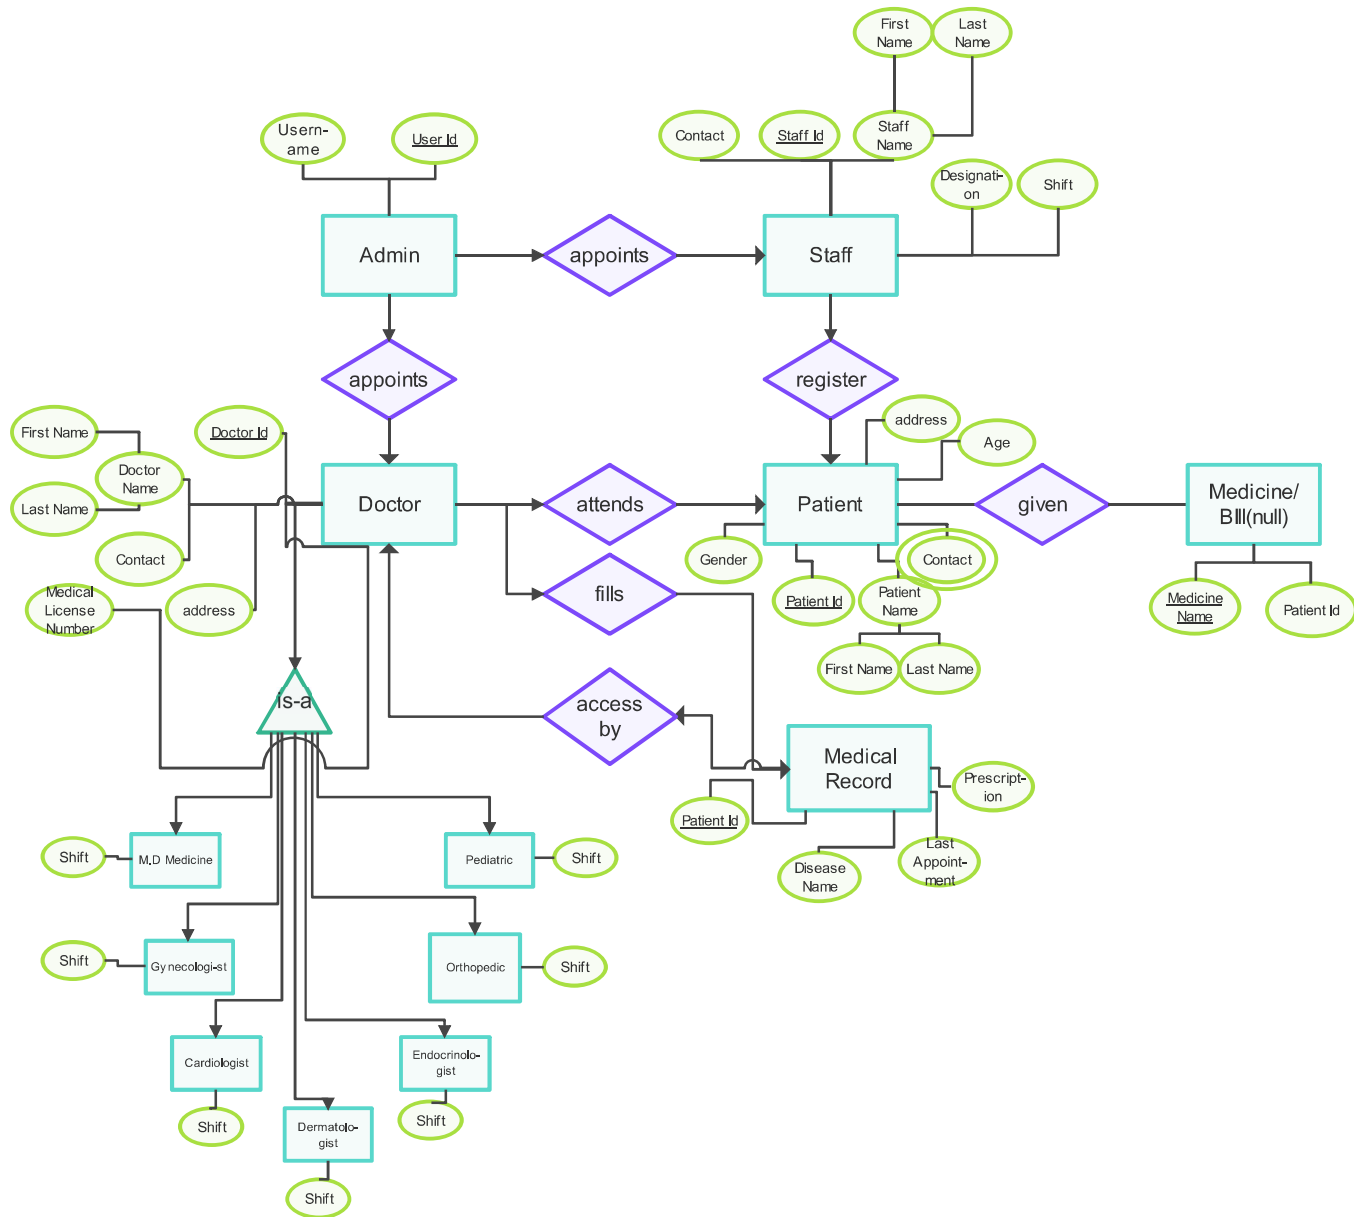 First
Name
Last
Name
Usern-
ame
User Id
Contact
Staff Id
Staff
Name
Designati-
on
Shift
Admin
appoints
Staff
appoints
register
First Name
Doctor Id
address
Age
Doctor
Name
Last Name
Doctor
attends
Patient
given
Medicine/
BIll(null)
Contact
Gender
Contact
Medical
License
Number
address
fills
Patient Id
Patient
Name
Medicine
Name
Patient Id
First Name
Last Name
is-a
access
by
Medical
Record
Prescript-
ion
Patient Id
Disease
Name
Last
Appoint-
ment
Shift
M.D Medicine
Pediatric
Shift
Shift
Gynecologi-st
Orthopedic
Shift
Cardiologist
Endocrinolo-
gist
Shift
Shift
Dermatolo-
gist
Shift